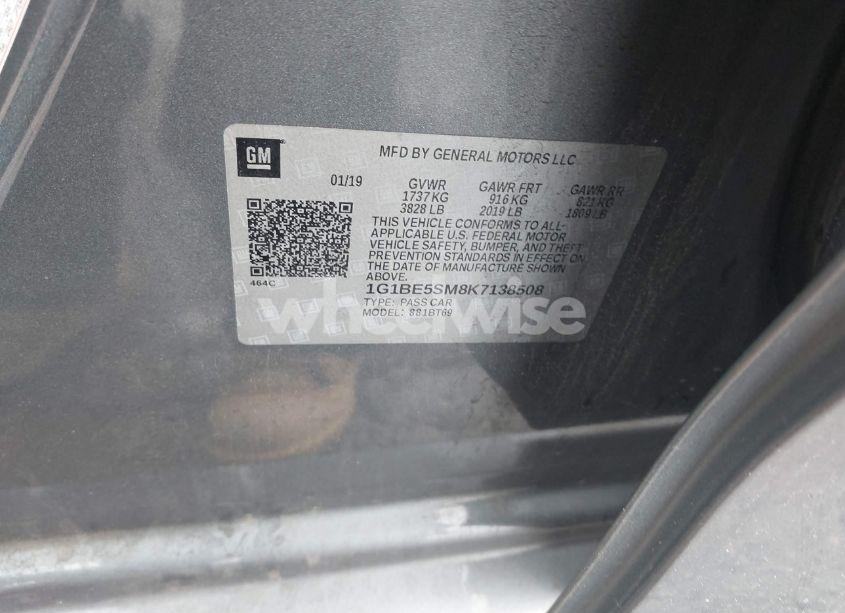 GM
MFD BY GENERAL MOTORS LLC
01/19
GVWR GAWR FRT GAWR RR
1737 KG 916 KG 821 KG
3828 LB 2019 LB 1809 LB
THIS VEHICLE CONFORMS TO ALL
APPLICABLE U.S. FEDERAL MOTOR
VEHICLE SAFETY, BUMPER, AND THEFT
PREVENTION STANDARDS IN EFFECT ON
THE DATE OF MANUFACTURE SHOWN
ABOVE.
464C
1G1BE5SM8K7138508
TYPE: PASS CAR
MODEL: 881BT69
wheelwise